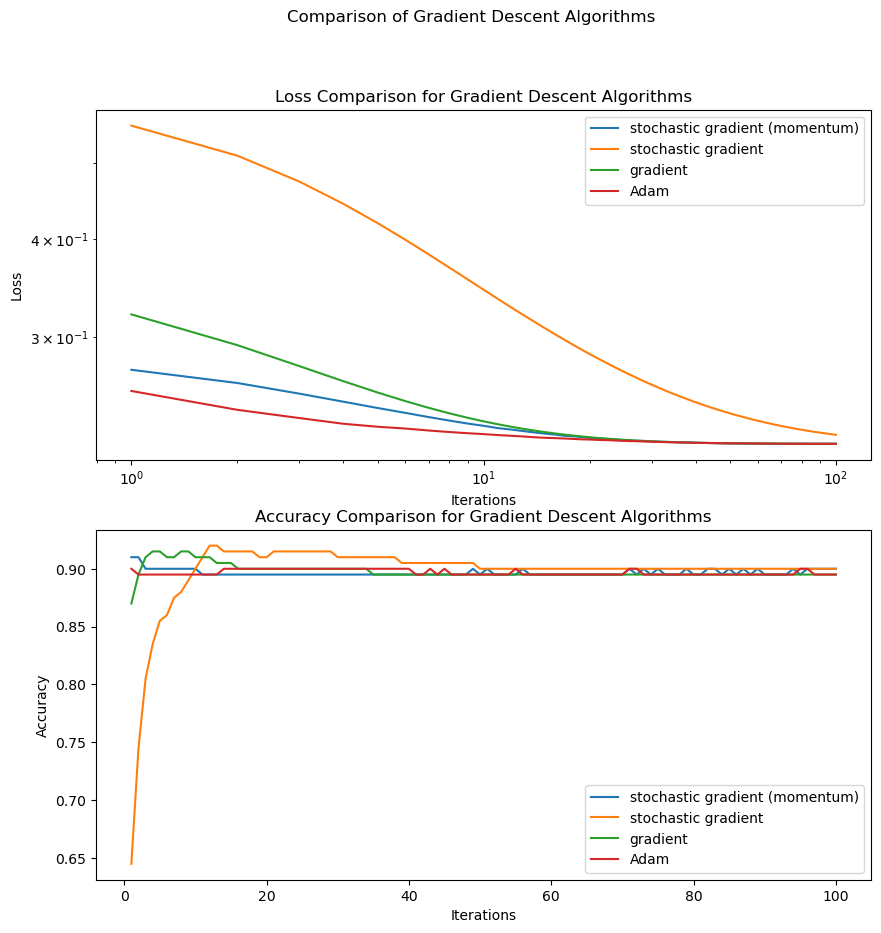 Comparison of Gradient Descent Algorithms
Loss Comparison for Gradient Descent Algorithms
stochastic gradient (momentum)
stochastic gradient
gradient
Adam
4 × 10⁻¹
3 × 10⁻¹
Loss
10⁰ 10¹ 10²
Iterations
Accuracy Comparison for Gradient Descent Algorithms
0.90
0.85
0.80
0.75
0.70
0.65
Accuracy
stochastic gradient (momentum)
stochastic gradient
gradient
Adam
0 20 40 60 80 100
Iterations